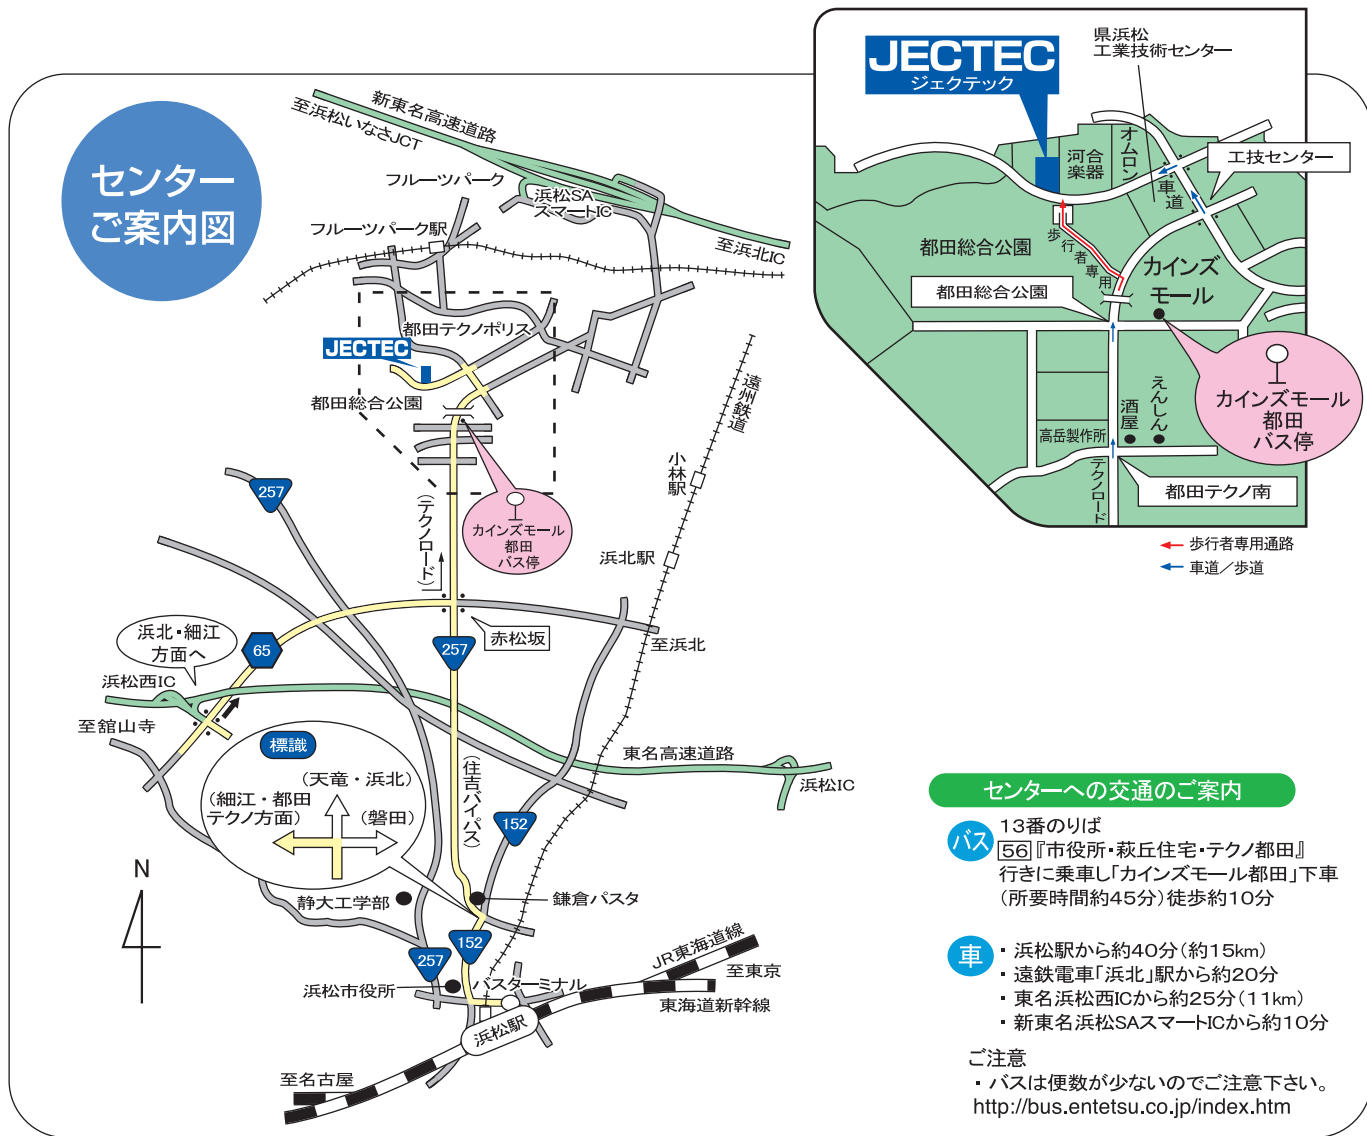 センター
ご案内図
新東名高速道路
至浜松いなさJCT
フルーツパーク
浜松SA
スマートIC
フルーツパーク駅
至浜北IC
都田テクノポリス
JECTEC
都田総合公園
遠州鉄道
小林駅
257
(テクノロード)
カインズモール
都田
バス停
浜北駅
浜北・細江
方面へ
65
赤松坂
257
至浜北
浜松西IC
至舘山寺
標識
(天竜・浜北)
(細江・都田
テクノ方面)
(磐田)
(住吉バイパス)
東名高速道路
浜松IC
152
N
静大工学部
鎌倉パスタ
152
257
浜松市役所
バスターミナル
JR東海道線
至東京
東海道新幹線
浜松駅
至名古屋
JECTEC
ジェクテック
県浜松
工業技術センター
オムロン
河合
楽器
工技センター
車道
歩行者専用
都田総合公園
都田総合公園
カインズ
モール
カインズモール
都田
バス停
えんしん
酒屋
高岳製作所
テクノロード
都田テクノ南
歩行者専用通路
車道／歩道
センターへの交通のご案内
バス
13番のりば
56『市役所・萩丘住宅・テクノ都田』
行きに乗車し「カインズモール都田」下車
(所要時間約45分)徒歩約10分
車
・浜松駅から約40分(約15km)
・遠鉄電車「浜北」駅から約20分
・東名浜松西ICから約25分(11km)
・新東名浜松SAスマートICから約10分
ご注意
・バスは便数が少ないのでご注意下さい。
http://bus.entetsu.co.jp/index.htm